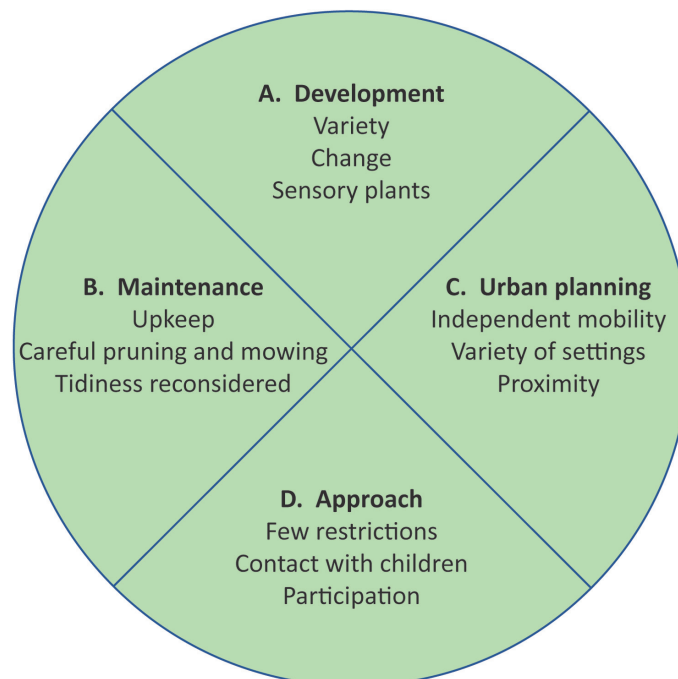 A. Development
Variety
Change
Sensory plants
B. Maintenance
Upkeep
Careful pruning and mowing
Tidiness reconsidered
C. Urban planning
Independent mobility
Variety of settings
Proximity
D. Approach
Few restrictions
Contact with children
Participation